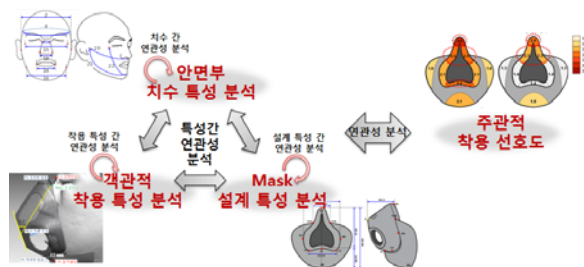 치수 간
연관성 분석
안면부
치수 특성 분석
착용 특성 간
연관성 분석
특성간
연관성
분석
설계 특성간
연관성 분석
연관성 분석
객관적
착용 특성 분석
Mask
설계 특성 분석
주관적
착용 선호도